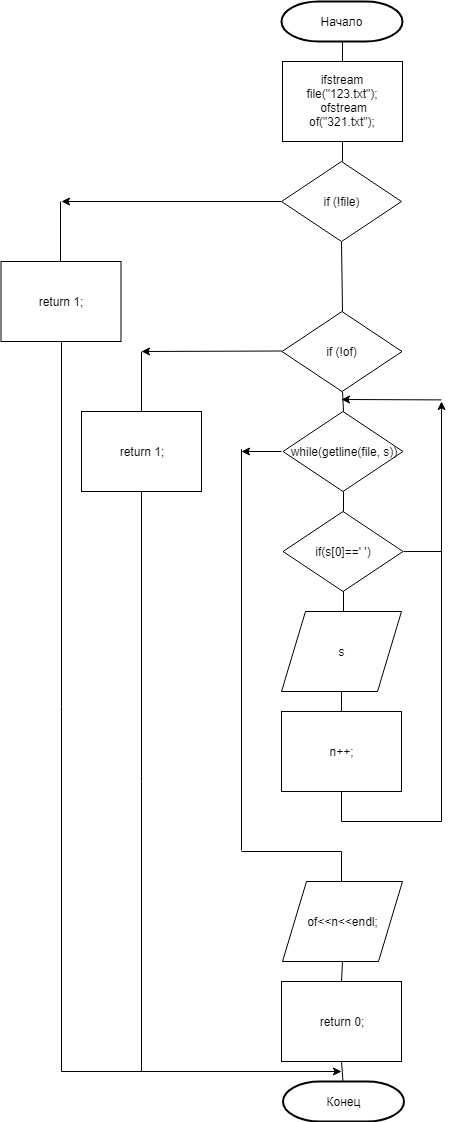 Начало
ifstream
file("123.txt");
ofstream
of("321.txt");
if (!file)
return 1;
if (!of)
return 1;
while(getline(file, s))
if(s[0]==' ')
s
n++;
of<<n<<endl;
return 0;
Конец